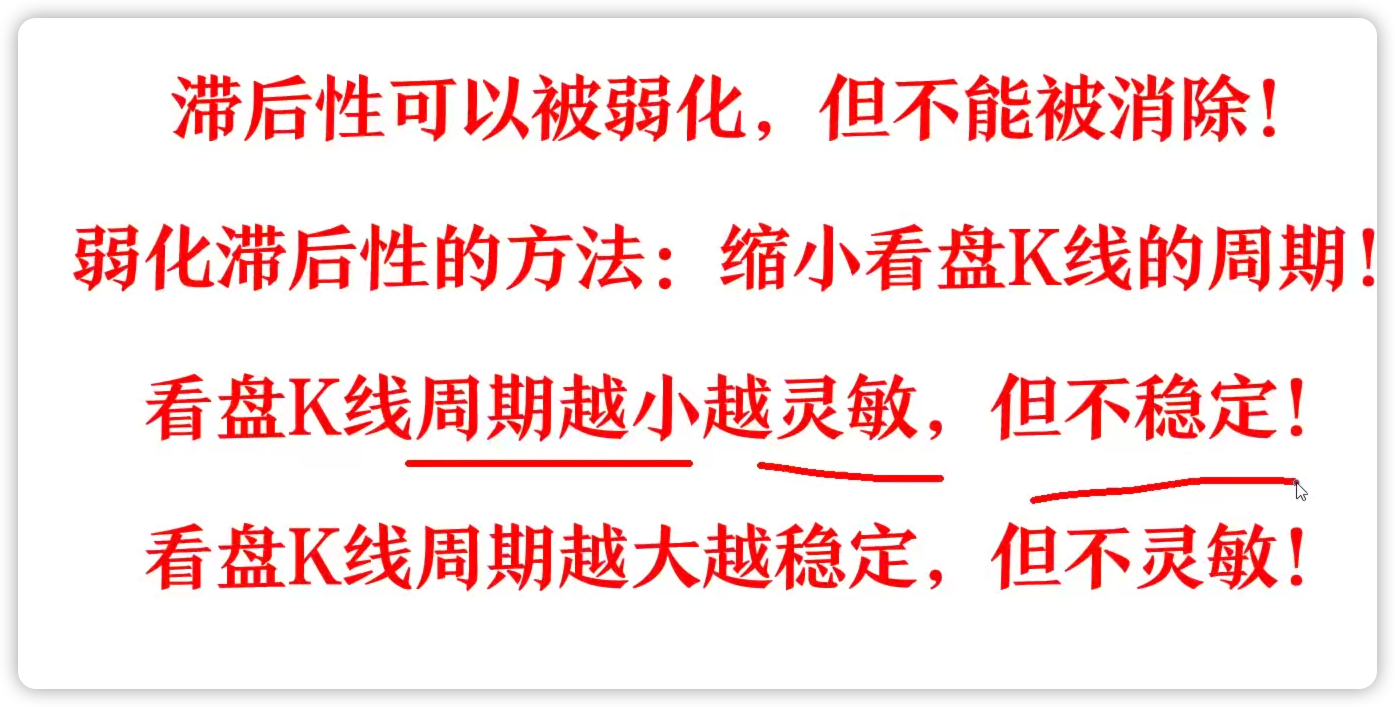 滞后性可以被弱化，但不能被消除！
弱化滞后性的方法：缩小看盘K线的周期！
看盘K线周期越小越灵敏，但不稳定！
看盘K线周期越大越稳定，但不灵敏！